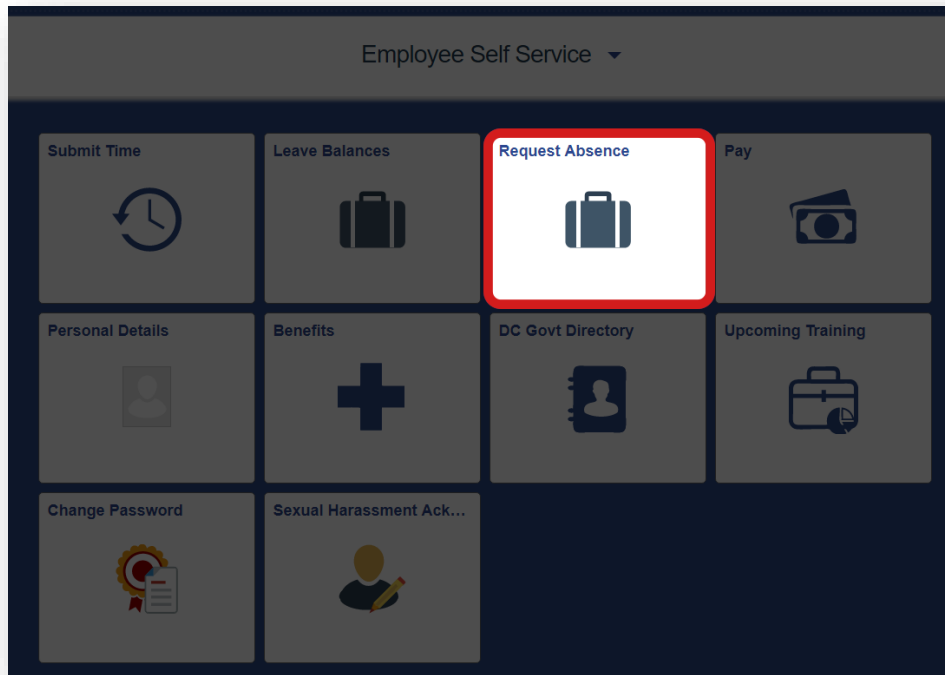 Employee Self Service
Submit Time
Leave Balances
Request Absence
Pay
Personal Details
Benefits
DC Govt Directory
Upcoming Training
Change Password
Sexual Harassment Ack...